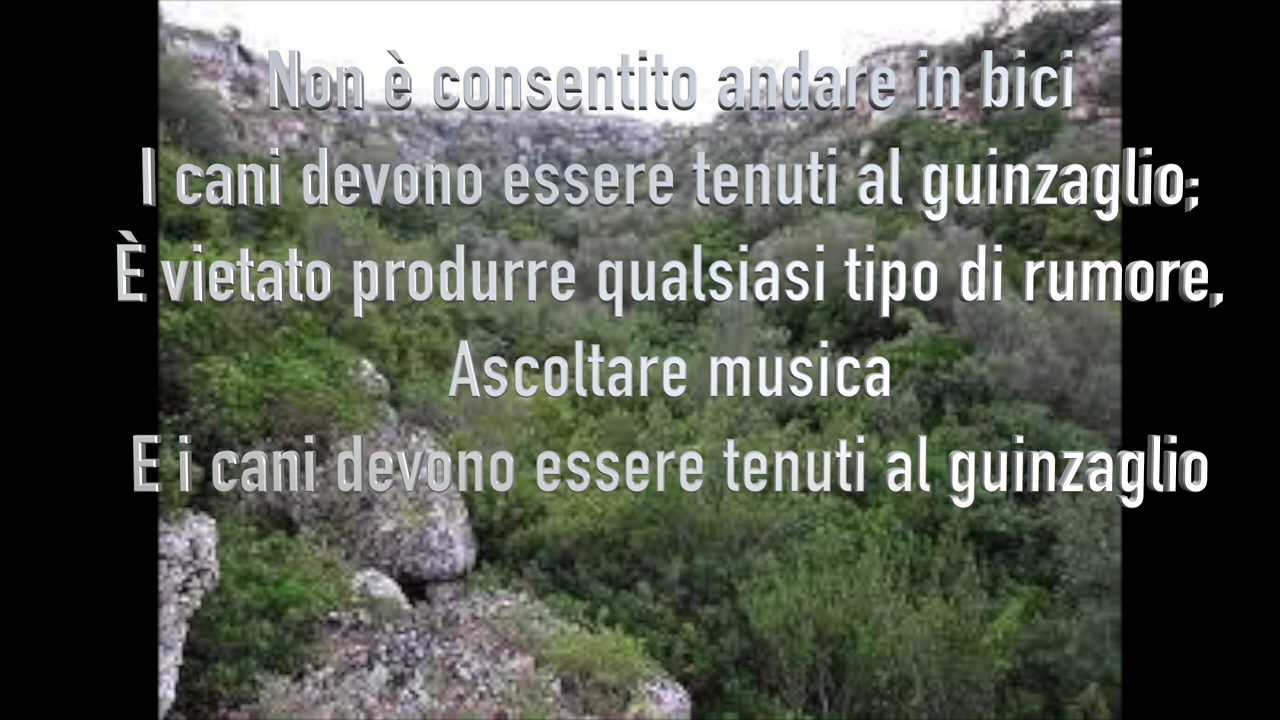 Non è consentito andare in bici
I cani devono essere tenuti al guinzaglio;
È vietato produrre qualsiasi tipo di rumore,
Ascoltare musica
E i cani devono essere tenuti al guinzaglio